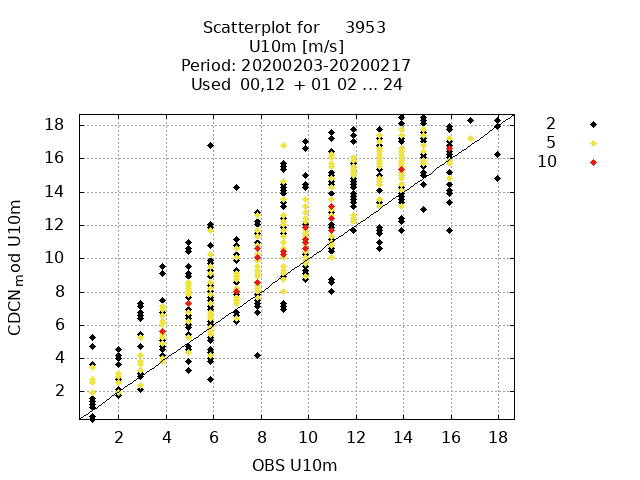 Scatterplot for 3953
U10m [m/s]
Period: 20200203-20200217
Used 00,12 + 01 02 ... 24
18
16
14
12
10
8
6
4
2
CDCNmod U10m
2 4 6 8 10 12 14 16 18
OBS U10m
2
5
10